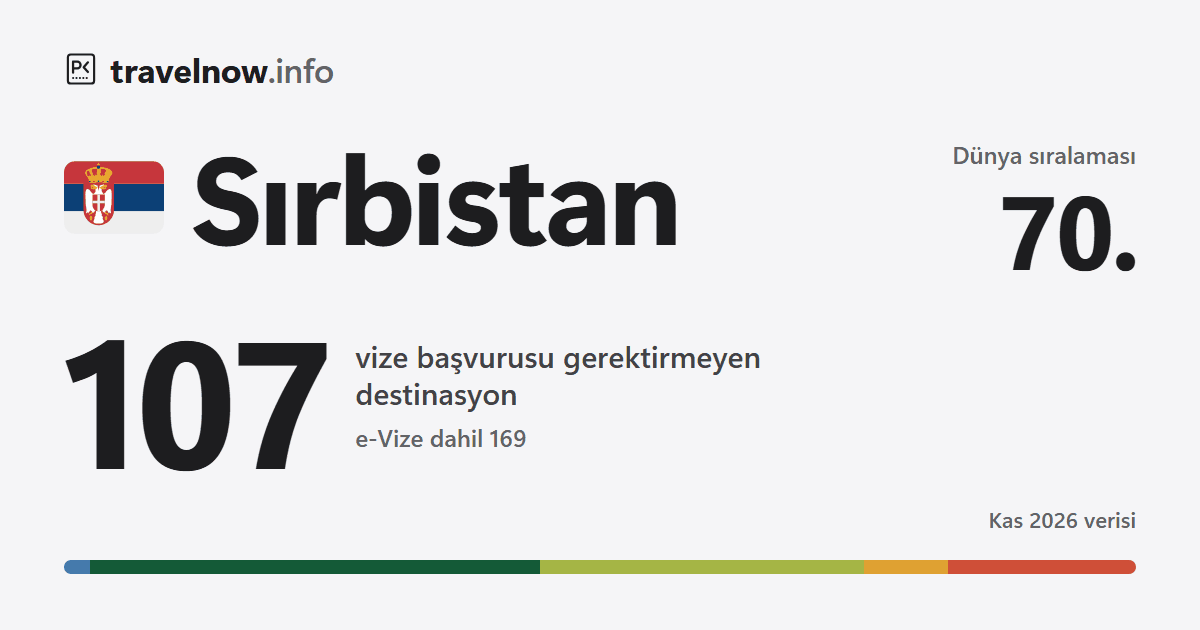 travelnow.info
Sırbistan
Dünya sıralaması
70.
107
vize başvurusu gerektirmeyen
destinasyon
e-Vize dahil 169
Kas 2026 verisi